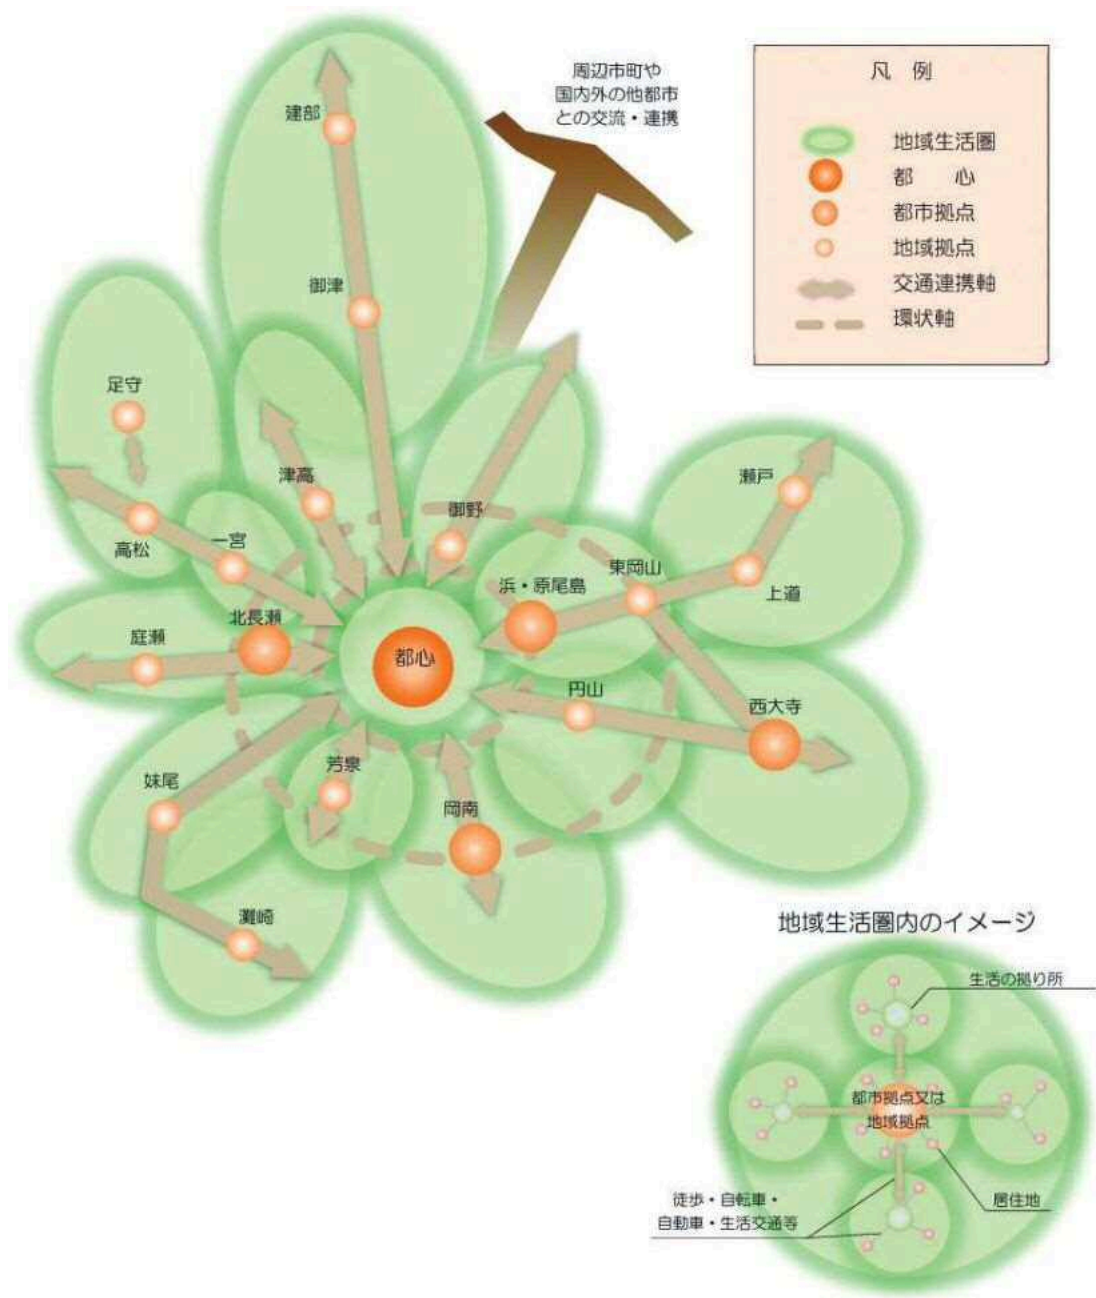 周辺市町や
国内外の他都市
との交流・連携
凡 例
地域生活圏
都 心
都市拠点
地域拠点
交通連携軸
環状軸
建部
御津
足守
津高
御野
瀬戸
高松
一宮
浜・原尾島
東岡山
上道
北長瀬
庭瀬
都心
円山
西大寺
妹尾
芳泉
岡南
灘崎
地域生活圏内のイメージ
生活の拠り所
都市拠点又は
地域拠点
徒歩・自転車・
自動車・生活交通等
居住地